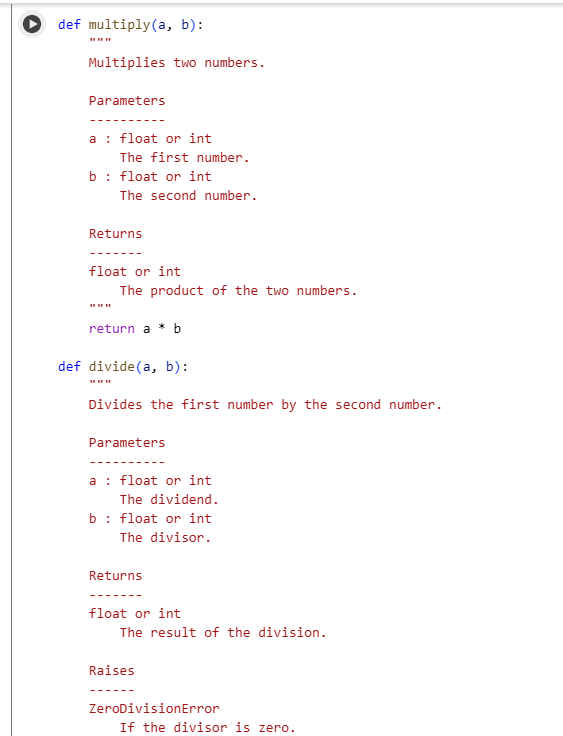 def multiply(a, b):
    """
    Multiplies two numbers.

    Parameters
    ----------
    a : float or int
        The first number.
    b : float or int
        The second number.

    Returns
    -------
    float or int
        The product of the two numbers.
    """
    return a * b

def divide(a, b):
    """
    Divides the first number by the second number.

    Parameters
    ----------
    a : float or int
        The dividend.
    b : float or int
        The divisor.

    Returns
    -------
    float or int
        The result of the division.

    Raises
    ------
    ZeroDivisionError
        If the divisor is zero.